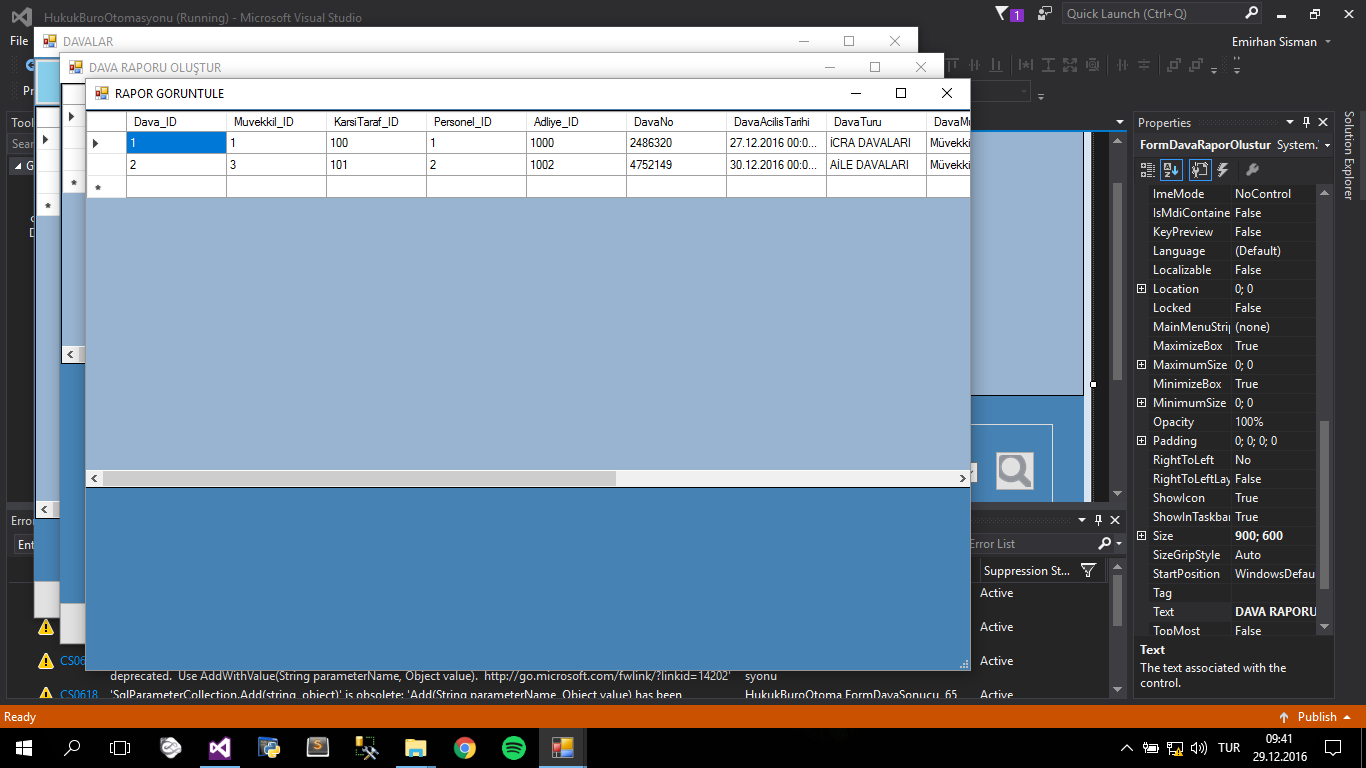 HukukBuroOtomasyonu (Running) - Microsoft Visual Studio
1
Quick Launch (Ctrl+Q)
File
DAVALAR
Emirhan Sisman
DAVA RAPORU OLUŞTUR
RAPOR GORUNTULE
Dava_ID Muvekkil_ID KarsiTaraf_ID Personel_ID Adliye_ID DavaNo DavaAcilisTarihi DavaTuru DavaMu
1 1 100 1 1000 2486320 27.12.2016 00:0... İCRA DAVALARI Müvekki
2 3 101 2 1002 4752149 30.12.2016 00:0... AİLE DAVALARI Müvekki
Tool
Sear
Properties
FormDavaRaporOlustur System.
Solution Explorer
ImeMode NoControl
IsMdiContaine False
KeyPreview False
Language (Default)
Localizable False
Location 0; 0
Locked False
MainMenuStrip (none)
MaximizeBox True
MaximumSize 0; 0
MinimizeBox True
MinimumSize 0; 0
Opacity 100%
Padding 0; 0; 0; 0
RightToLeft No
RightToLeftLay False
ShowIcon True
ShowInTaskbar True
Size 900; 600
SizeGripStyle Auto
StartPosition WindowsDefau
Tag
Text DAVA RAPORU
TopMost False
Text
The text associated with the
control.
Error
Ent
Error List
Suppression St...
Active
Active
CS06
Active
deprecated. Use AddWithValue(String parameterName, Object value). http://go.microsoft.com/fwlink/?linkid=14202' syonu
CS0618 'SqlParameterCollection.Add(string, object)' is obsolete: 'Add(String parameterName, Object value) has been HukukBuroOtoma FormDavaSonucu 65 Active
Ready
Publish
TUR
09:41
29.12.2016